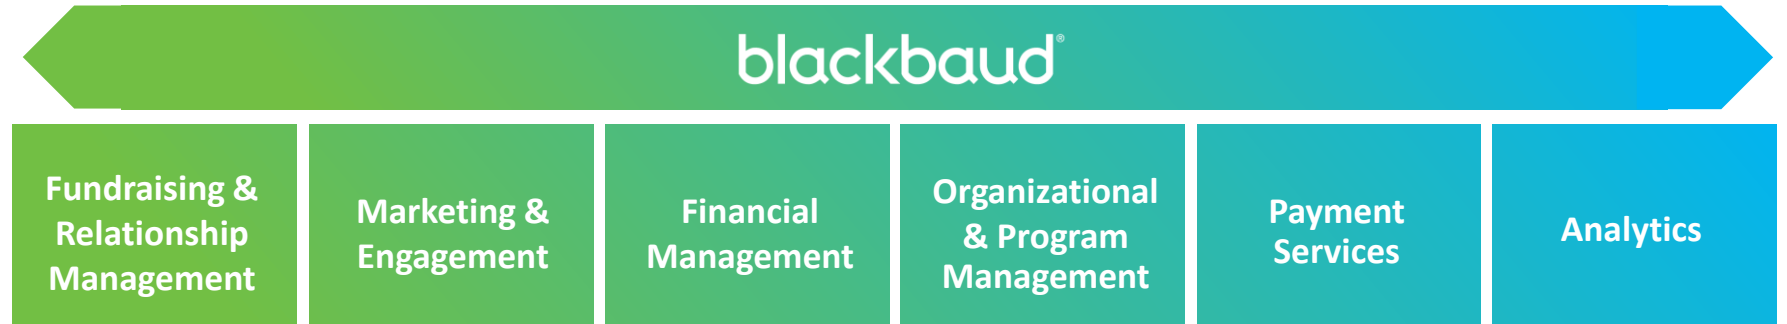 blackbaud®
Fundraising &
Relationship
Management
Marketing &
Engagement
Financial
Management
Organizational
& Program
Management
Payment
Services
Analytics